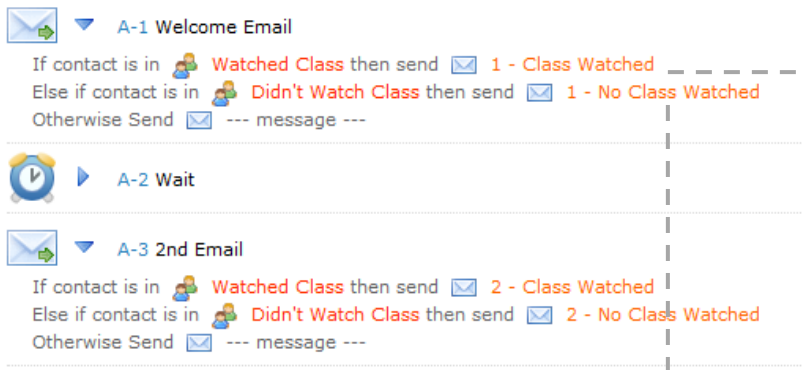 A-1 Welcome Email
If contact is in Watched Class then send 1 - Class Watched
Else if contact is in Didn't Watch Class then send 1 - No Class Watched
Otherwise Send --- message ---
A-2 Wait
A-3 2nd Email
If contact is in Watched Class then send 2 - Class Watched
Else if contact is in Didn't Watch Class then send 2 - No Class Watched
Otherwise Send --- message ---